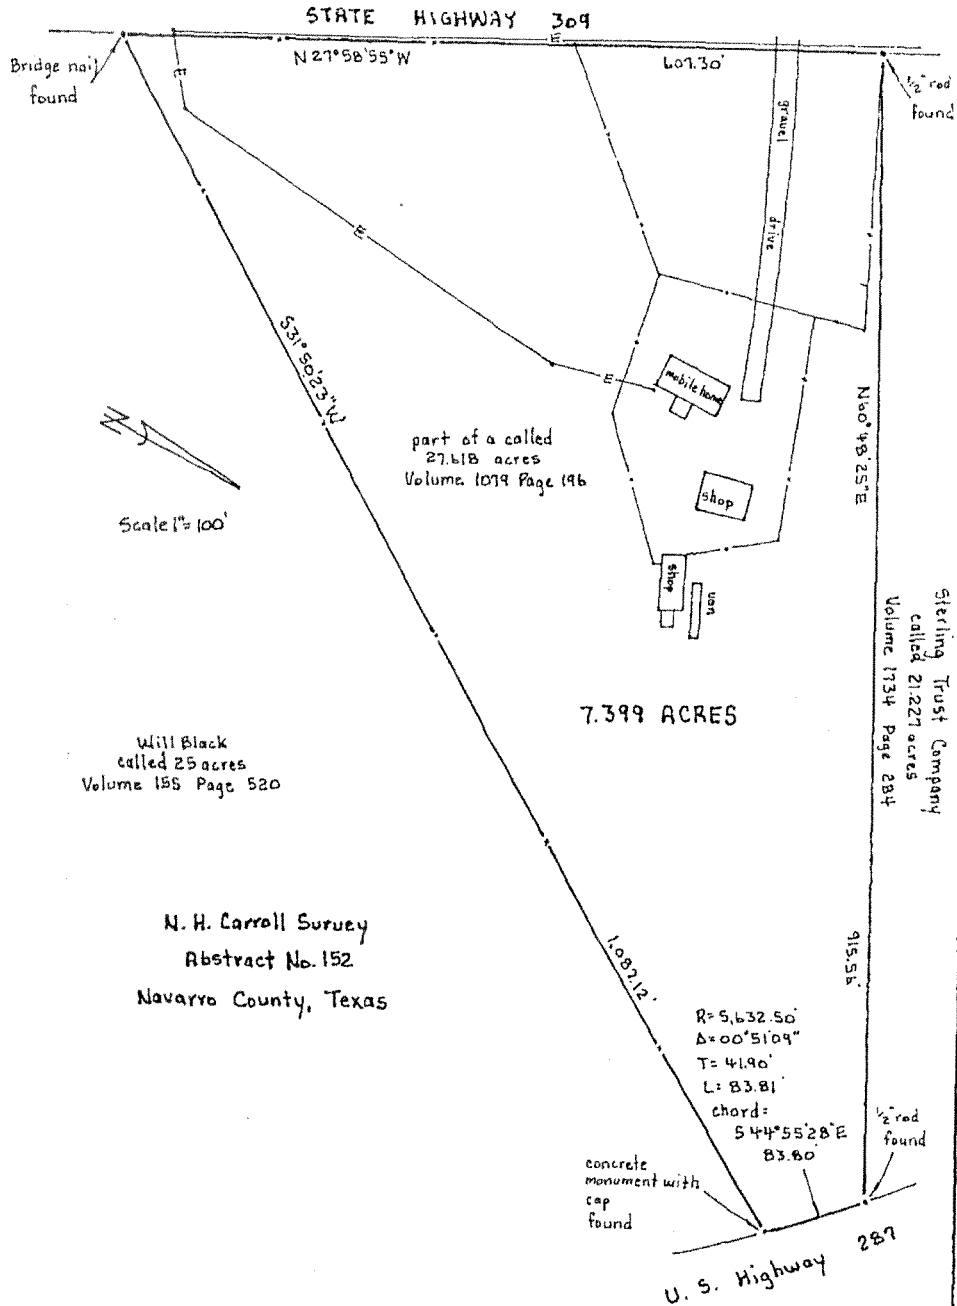 STATE HIGHWAY 309
N 27°58'55" W
607.30'
Bridge nail
found
1/2" rod
found
E
E
E
E
gravel
drive
S 31° 50' 23" W
mobile home
N
part of a called
27.618 acres
Volume 1079 Page 196
N 60° 48' 25" E
Scale 1"= 100'
shop
shop
van
Sterling Trust Company
called 21.227 acres
Volume 1734 Page 284
7.399 ACRES
Will Black
called 25 acres
Volume 155 Page 520
N. H. Carroll Survey
Abstract No. 152
Navarro County, Texas
1,087.12'
915.56'
R= 5,632.50'
Δ= 00°51'09"
T= 41.90'
L= 83.81'
chord=
S 44°55'28" E
83.80'
1/2" rod
found
concrete
monument with
cap
found
U. S. Highway 287